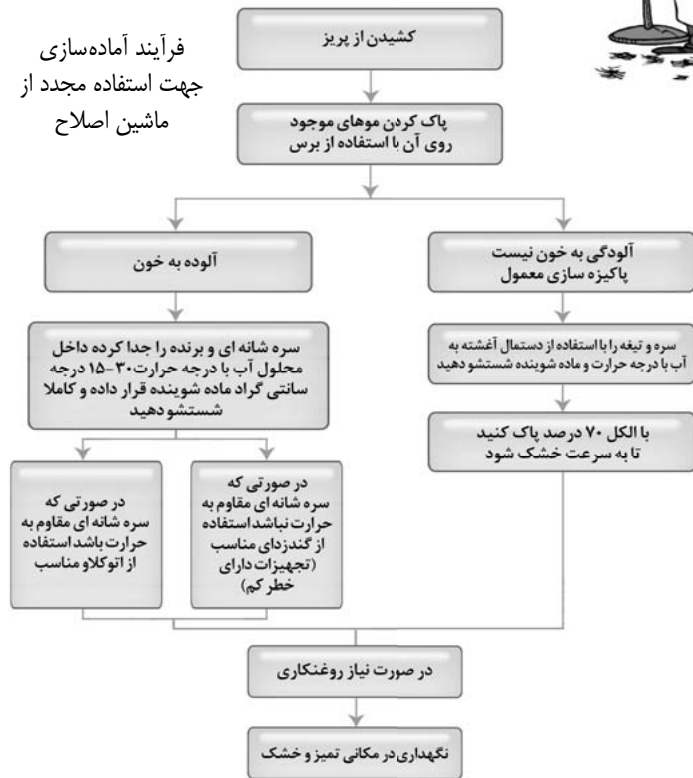 فرآیند آماده‌سازی
جهت استفاده مجدد از
ماشین اصلاح
کشیدن از پریز
پاک کردن موهای موجود
روی آن با استفاده از برس
آلودگی به خون نیست
پاکیزه سازی معمول
سره و تیغه را با استفاده از دستمال آغشته به
آب با درجه حرارت و ماده شوینده شستشو دهید
با الکل ۷۰ درصد پاک کنید
تا به سرعت خشک شود
آلوده به خون
سره شانه ای و برنده را جدا کرده داخل
محلول آب با درجه حرارت ۳۰-۱۵ درجه
سانتی گراد ماده شوینده قرار داده و کاملا
شستشو دهید
در صورتی که
سره شانه ای مقاوم به
حرارت نباشد استفاده
از گندزدای مناسب
(تجهیزات دارای
خطر کم)
در صورتی که
سره شانه ای مقاوم به
حرارت باشد استفاده
از اتوکلاو مناسب
در صورت نیاز روغنکاری
نگهداری در مکانی تمیز و خشک